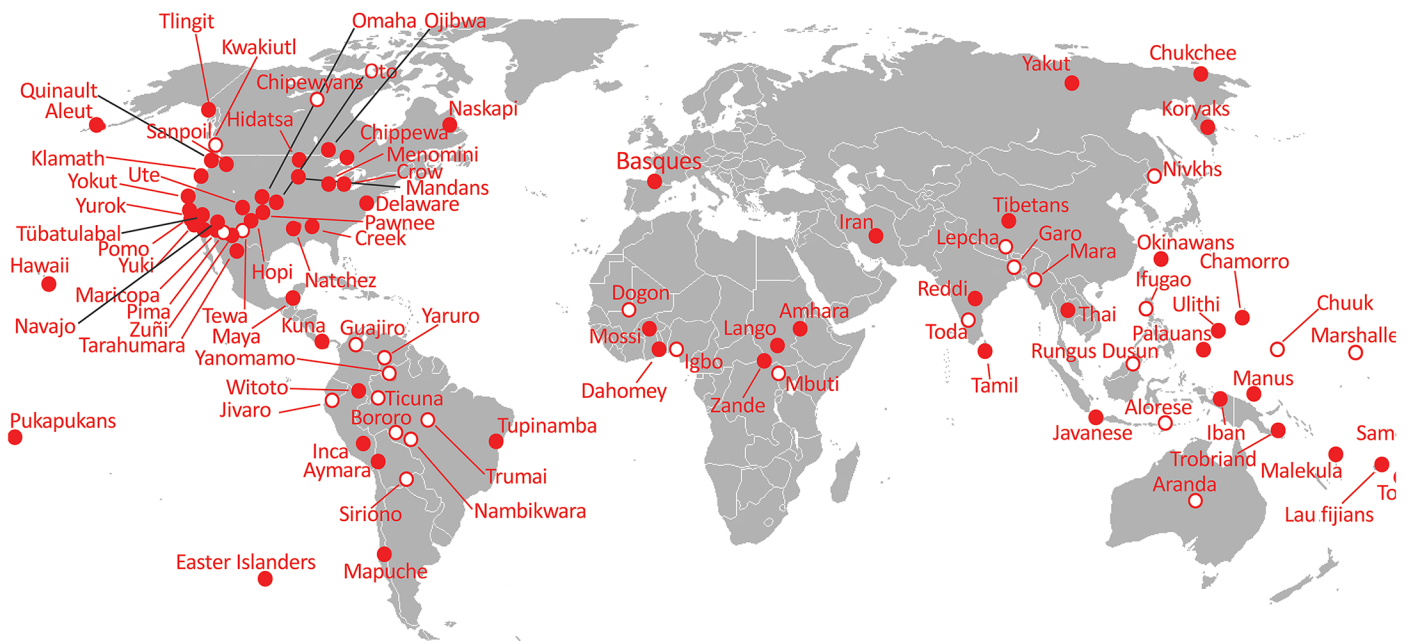 Tlingit
Omaha
Ojibwa
Kwakiutl
Chukchee
Yakut
Oto
Chipewyans
Quinault
Aleut
Naskapi
Koryaks
Hidatsa
Sanpoil
Chippewa
Menomini
Klamath
Ute
Crow
Basques
Nivkhs
Yokut
Mandans
Yurok
Delaware
Tibetans
Iran
Pawnee
Tübatulabal
Creek
Lepcha
Garo
Mara
Okinawans
Pomo
Yuki
Hawaii
Hopi
Natchez
Chamorro
Ifugao
Maricopa
Dogon
Reddi
Ulithi
Chuuk
Pima
Navajo
Zuñi
Tewa
Maya
Kuna
Guajiro
Yaruro
Amhara
Lango
Mossi
Toda
Thai
Palauans
Marshalle
Tarahumara
Yanomamo
Igbo
Rungus Dusun
Witoto
Dahomey
Mbuti
Tamil
Manus
Jivaro
Ticuna
Zande
Alorese
Bororo
Pukapukans
Tupinamba
Javanese
Iban
Sam
Inca
Aymara
Trumai
Trobriand
Malekula
Aranda
To
Sirióno
Nambikwara
Lau fijians
Easter Islanders
Mapuche